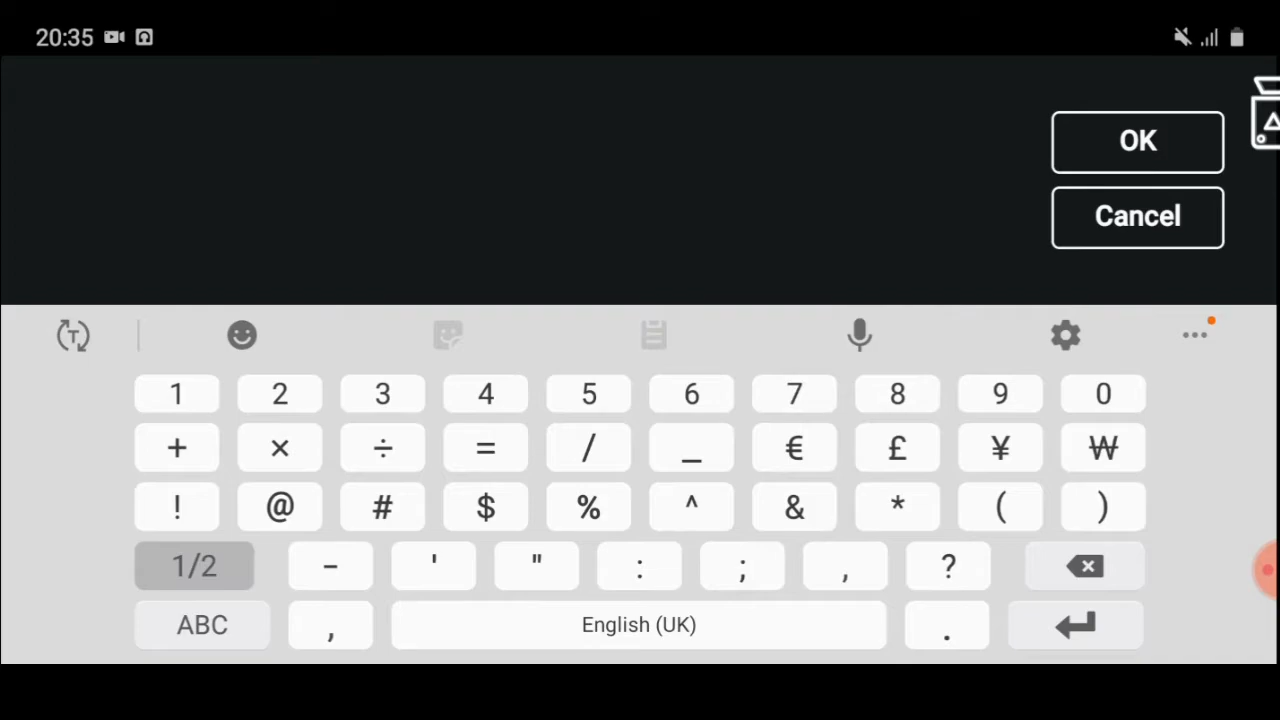 20:35
OK
Cancel
1 2 3 4 5 6 7 8 9 0
+ × ÷ = / _ € £ ¥ ₩
! @ # $ % ^ & * ( )
1/2 - ' " : ; , ?
ABC , English (UK) .